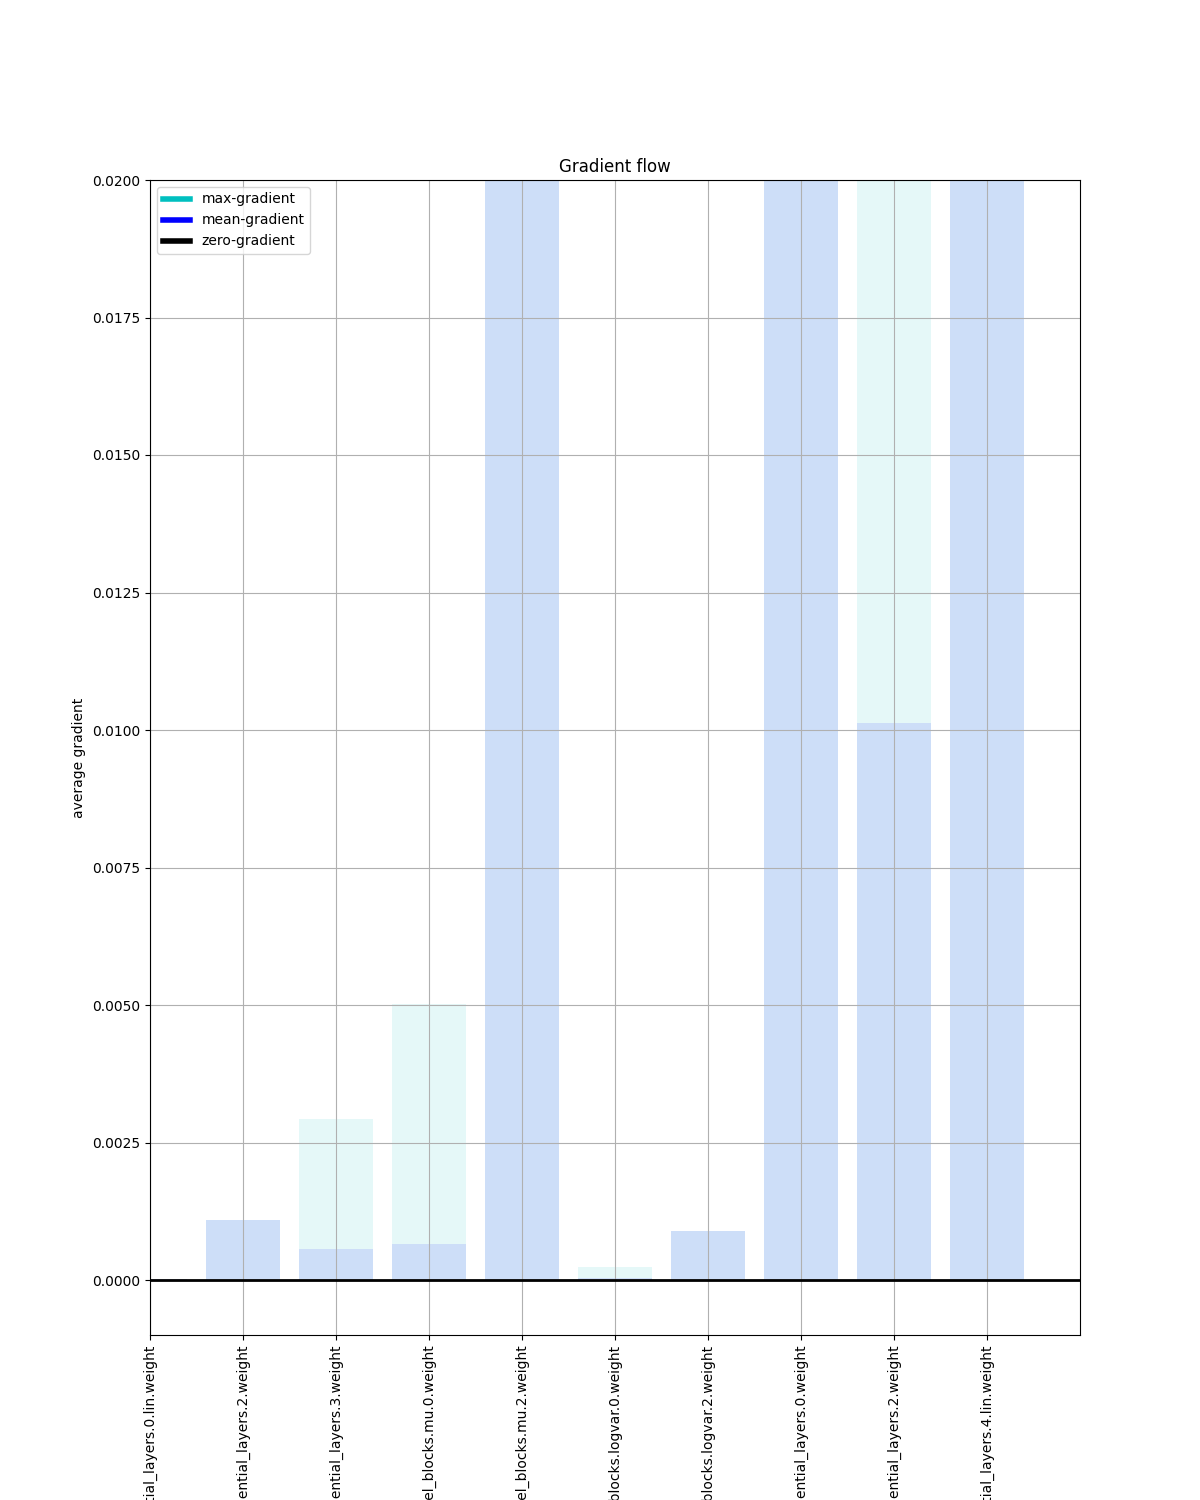 Gradient flow
max-gradient
mean-gradient
zero-gradient
0.0200
0.0175
0.0150
0.0125
0.0100
0.0075
0.0050
0.0025
0.0000
average gradient
tial_layers.0.lin.weight
ential_layers.2.weight
ential_layers.3.weight
el_blocks.mu.0.weight
el_blocks.mu.2.weight
blocks.logvar.0.weight
blocks.logvar.2.weight
ential_layers.0.weight
ential_layers.2.weight
tial_layers.4.lin.weight